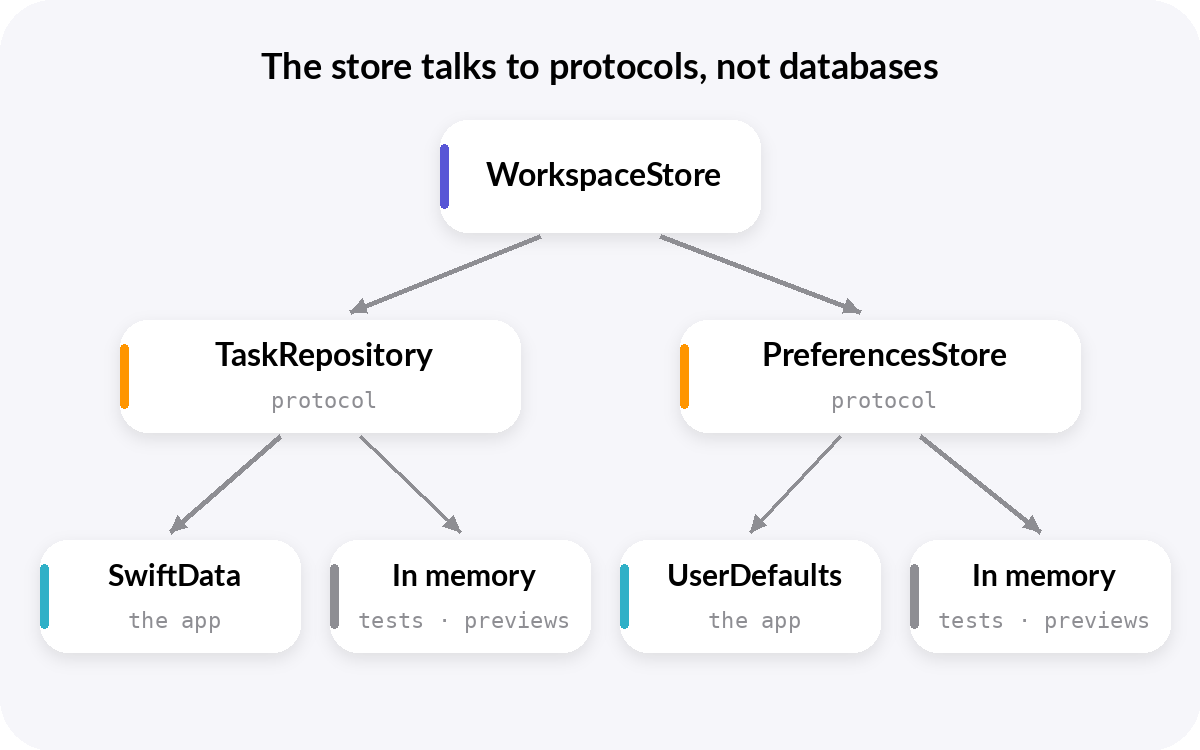 The store talks to protocols, not databases
WorkspaceStore
TaskRepository
protocol
PreferencesStore
protocol
SwiftData
the app
In memory
tests · previews
UserDefaults
the app
In memory
tests · previews